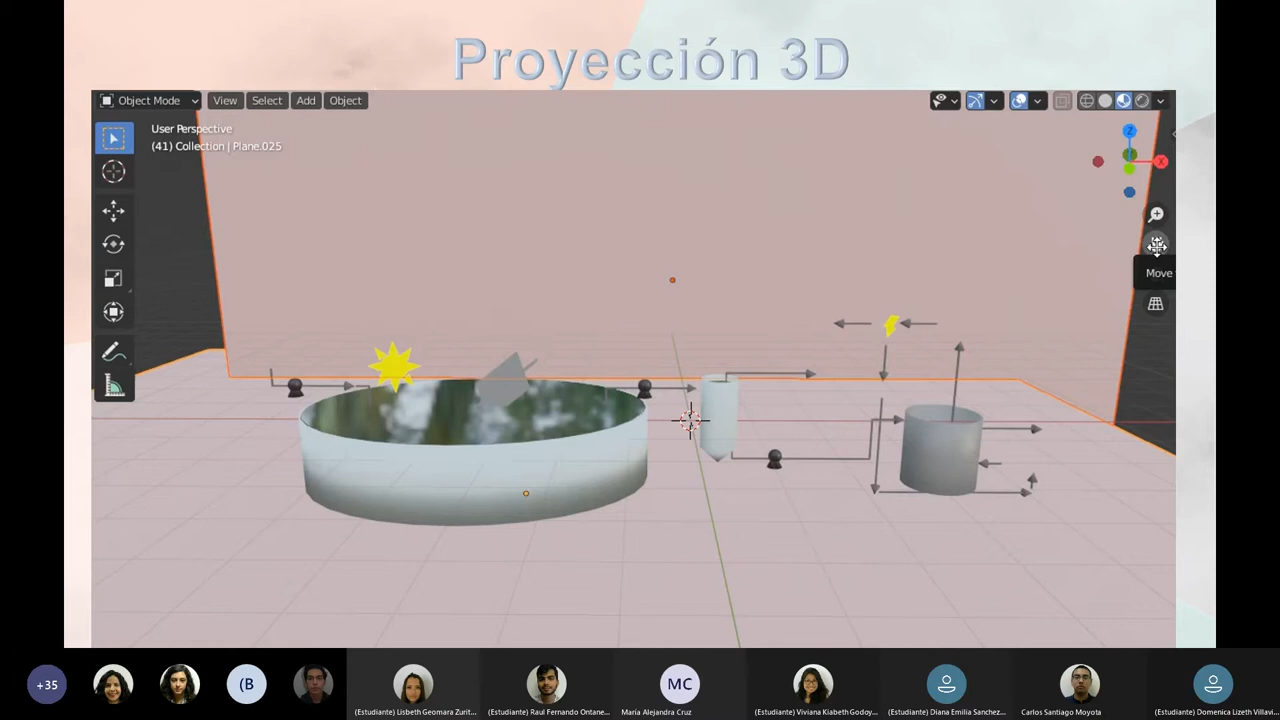 Proyección 3D
Object Mode View Select Add Object
User Perspective
(41) Collection | Plane.025
Z
X
Move
+35
(B
MC
(Estudiante) Lisbeth Geomara Zurit...
(Estudiante) Raul Fernando Ontane...
María Alejandra Cruz
(Estudiante) Viviana Kiabeth Godoy...
(Estudiante) Diana Emilia Sanchez...
Carlos Santiago Moyota
(Estudiante) Domenica Lizeth Villavi...